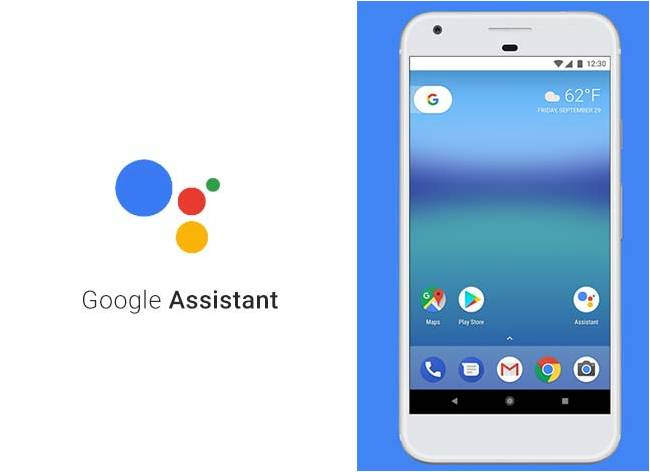 Google Assistant
12:30
G
62°F
FRIDAY, SEPTEMBER 29
G
Maps
Play Store
Assistant
M